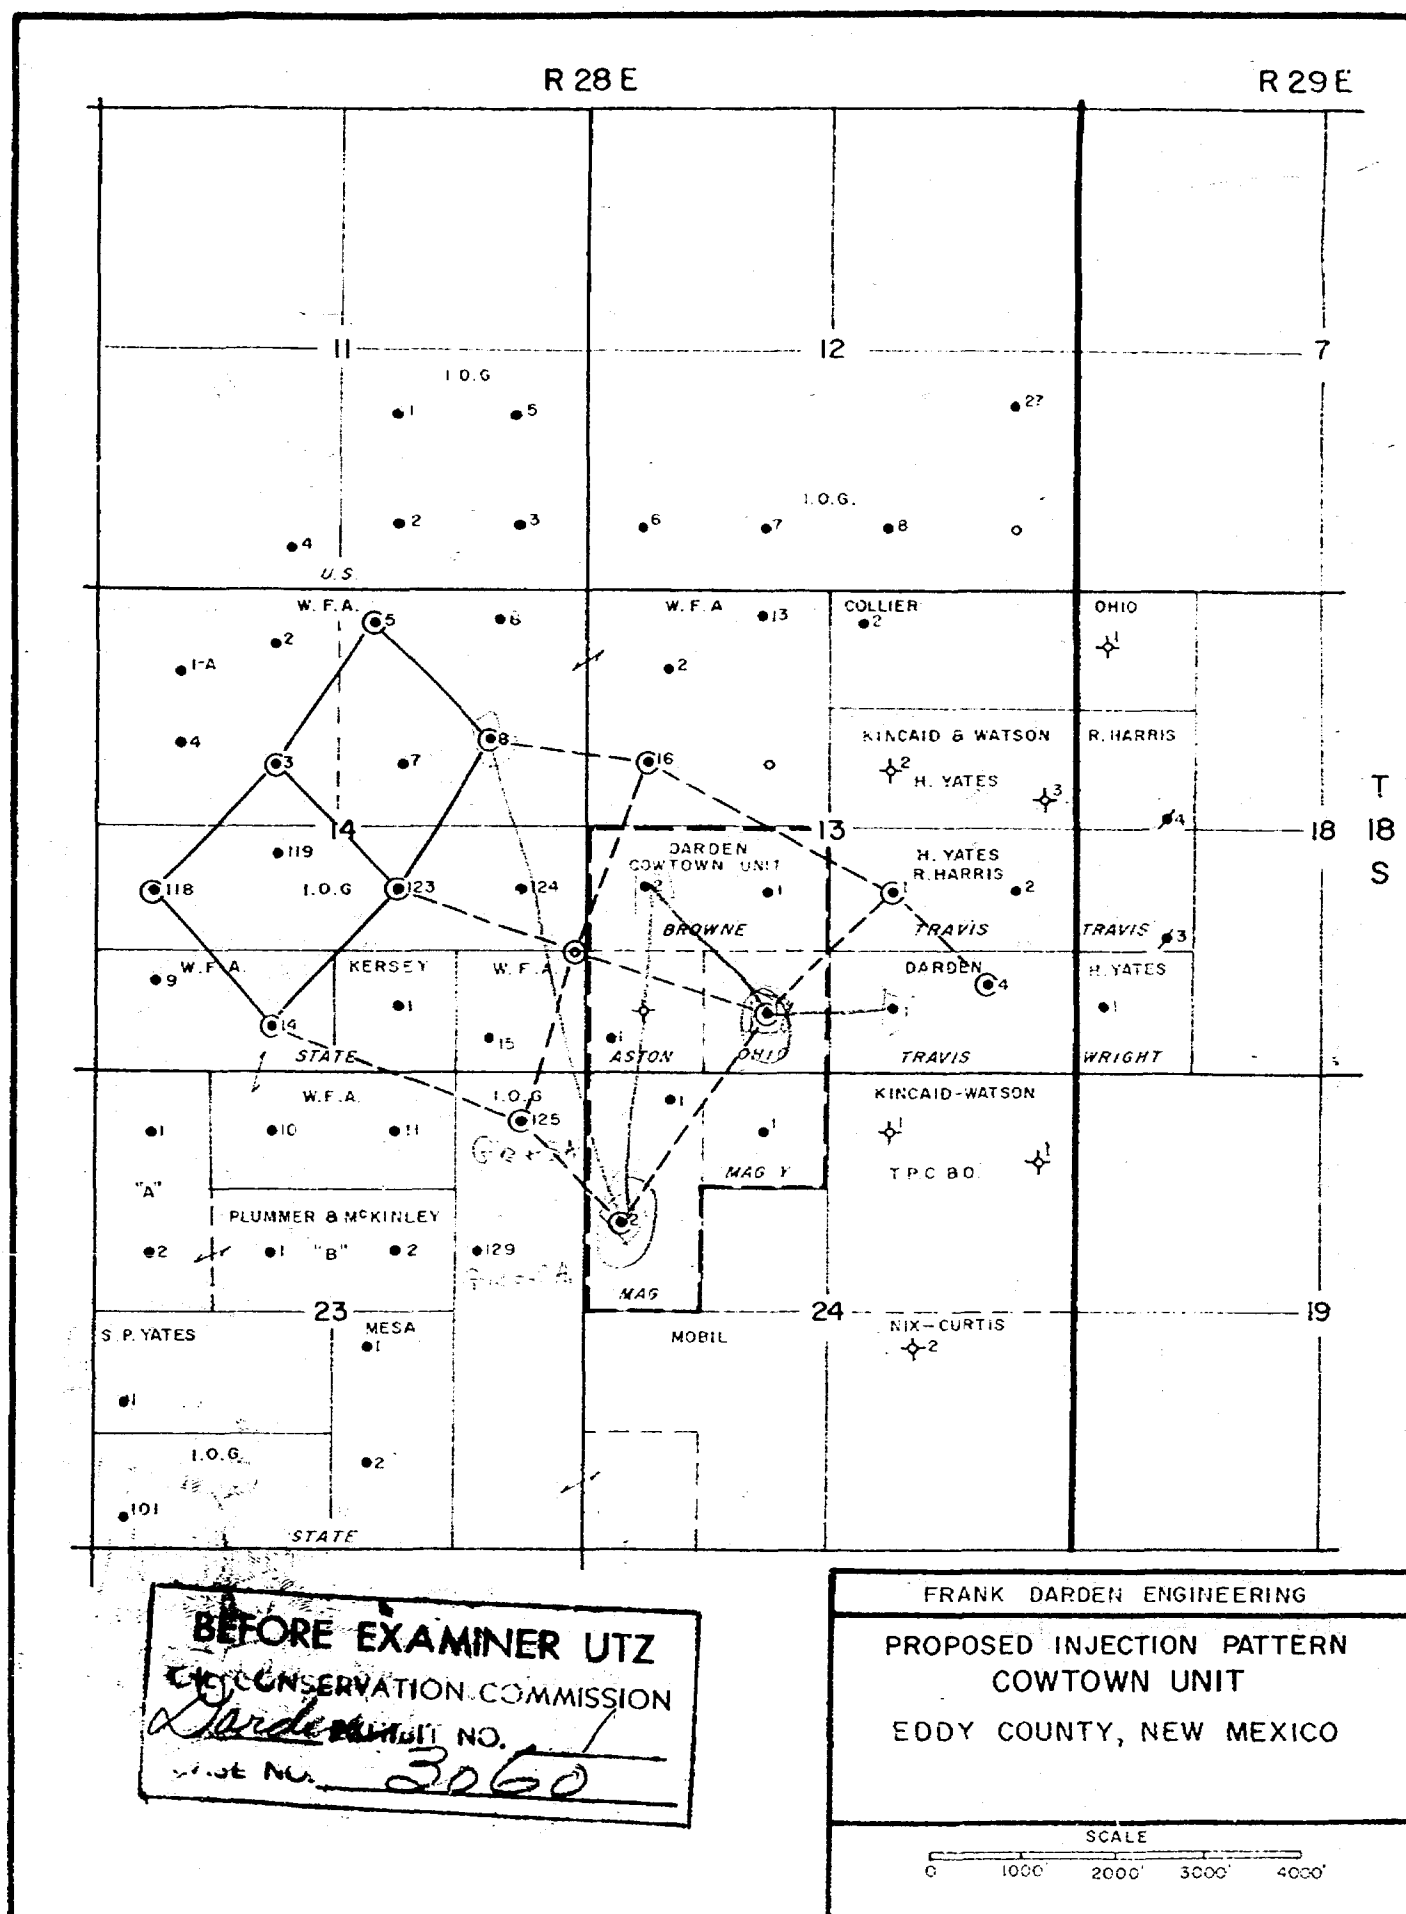 R 28 E R 29 E
11 12 7
I.O.G
1 5 27
I.O.G.
2 3 6 7 8
4
U.S.
W.F.A. W.F.A COLLIER OHIO
5 6 13 2 1
2
1-A 2
KINCAID & WATSON R. HARRIS
4 3 7 8 16 2
H. YATES
3
T
18
S
14 13 18
4
119
DARDEN
COWTOWN UNIT
H. YATES
R. HARRIS
118 I.O.G 123 124 2 1 1 2
BROWNE TRAVIS TRAVIS
3
W.F.A. KERSEY W.F.A. DARDEN H. YATES
9 1 4 1
14 15 1 1
STATE ASTON OHIO TRAVIS WRIGHT
W.F.A. I.O.G KINCAID-WATSON
1
1 10 11 125 1 1 1
MAG Y T.P.C BO.
"A"
PLUMMER & McKINLEY
2
2 1 "B" 2 129
MAG
23 24 19
S. P. YATES MESA MOBIL NIX-CURTIS
1 2
1
I.O.G.
2
101
STATE
FRANK DARDEN ENGINEERING
PROPOSED INJECTION PATTERN
COWTOWN UNIT
EDDY COUNTY, NEW MEXICO
SCALE
0 1000' 2000' 3000' 4000'
BEFORE EXAMINER UTZ
OIL CONSERVATION COMMISSION
Darden EXHIBIT NO. 1
CASE NO. 3060